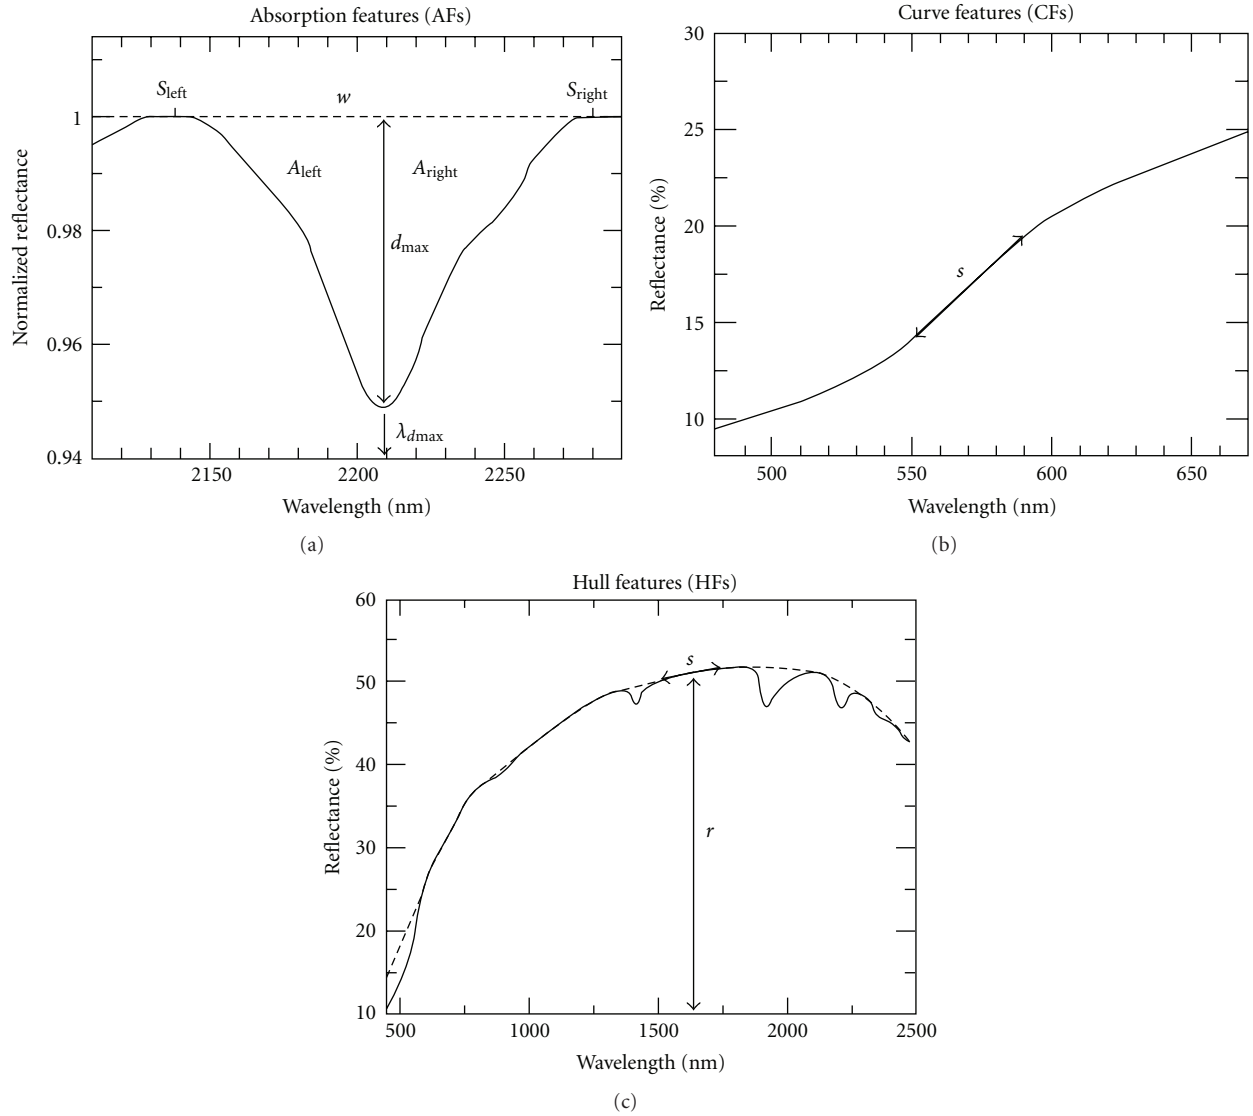 Absorption features (AFs)
S_left
w
S_right
1
A_left
A_right
0.98
d_max
0.96
λ_dmax
0.94
2150 2200 2250
Normalized reflectance
Wavelength (nm)
(a)
Curve features (CFs)
30
25
20
s
15
10
500 550 600 650
Reflectance (%)
Wavelength (nm)
(b)
Hull features (HFs)
60
s
50
40
r
30
20
10
500 1000 1500 2000 2500
Reflectance (%)
Wavelength (nm)
(c)